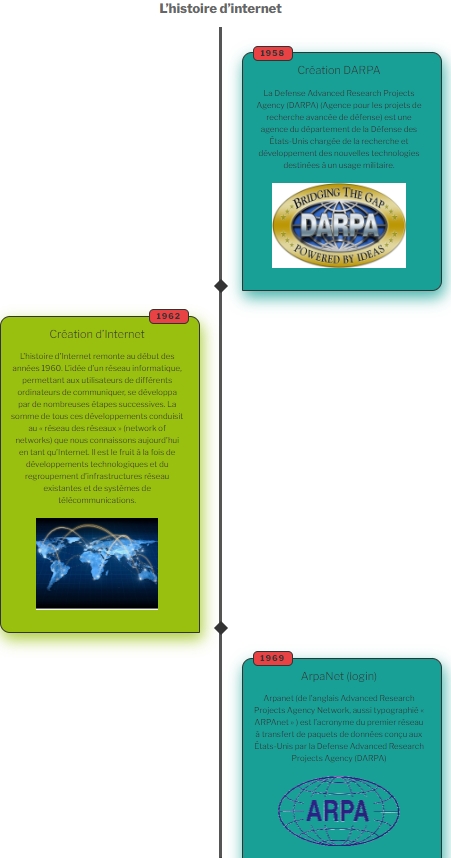 L'histoire d'internet
1958
Création DARPA
La Defense Advanced Research Projects
Agency (DARPA) (Agence pour les projets de
recherche avancée de défense) est une
agence du département de la Défense des
États-Unis chargée de la recherche et
développement des nouvelles technologies
destinées à un usage militaire.
BRIDGING THE GAP
DARPA
POWERED BY IDEAS
1962
Création d'Internet
L'histoire d'Internet remonte au début des
années 1960. L'idée d'un réseau informatique,
permettant aux utilisateurs de différents
ordinateurs de communiquer, se développa
par de nombreuses étapes successives. La
somme de tous ces développements conduisit
au « réseau des réseaux » (network of
networks) que nous connaissons aujourd'hui
en tant qu'Internet. Il est le fruit à la fois de
développements technologiques et du
regroupement d'infrastructures réseau
existantes et de systèmes de
télécommunications.
1969
ArpaNet (login)
Arpanet (de l'anglais Advanced Research
Projects Agency Network, aussi typographié «
ARPAnet » ) est l'acronyme du premier réseau
à transfert de paquets de données conçu aux
États-Unis par la Defense Advanced Research
Projects Agency (DARPA)
ARPA